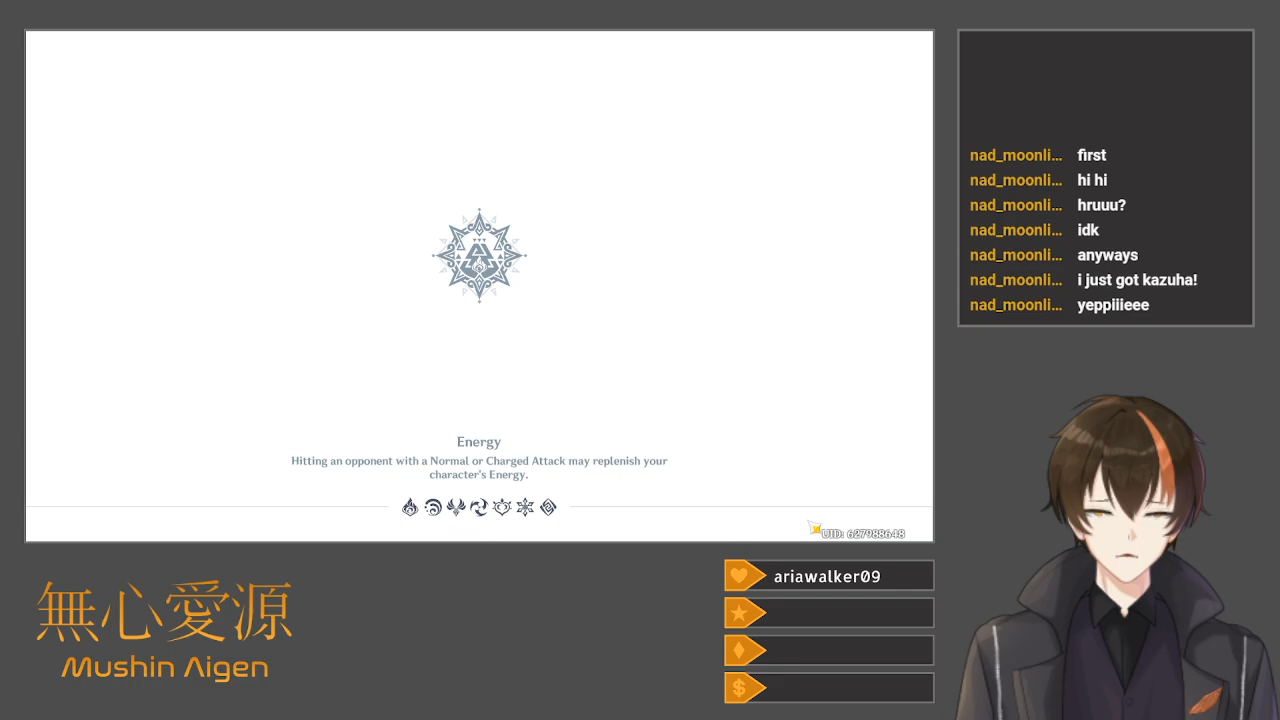 nad_moonli... first
nad_moonli... hi hi
nad_moonli... hruuu?
nad_moonli... idk
nad_moonli... anyways
nad_moonli... i just got kazuha!
nad_moonli... yeppiiieee
Energy
Hitting an opponent with a Normal or Charged Attack may replenish your
character's Energy.
UID: 627988648
ariawalker09
無心愛源
Mushin Aigen